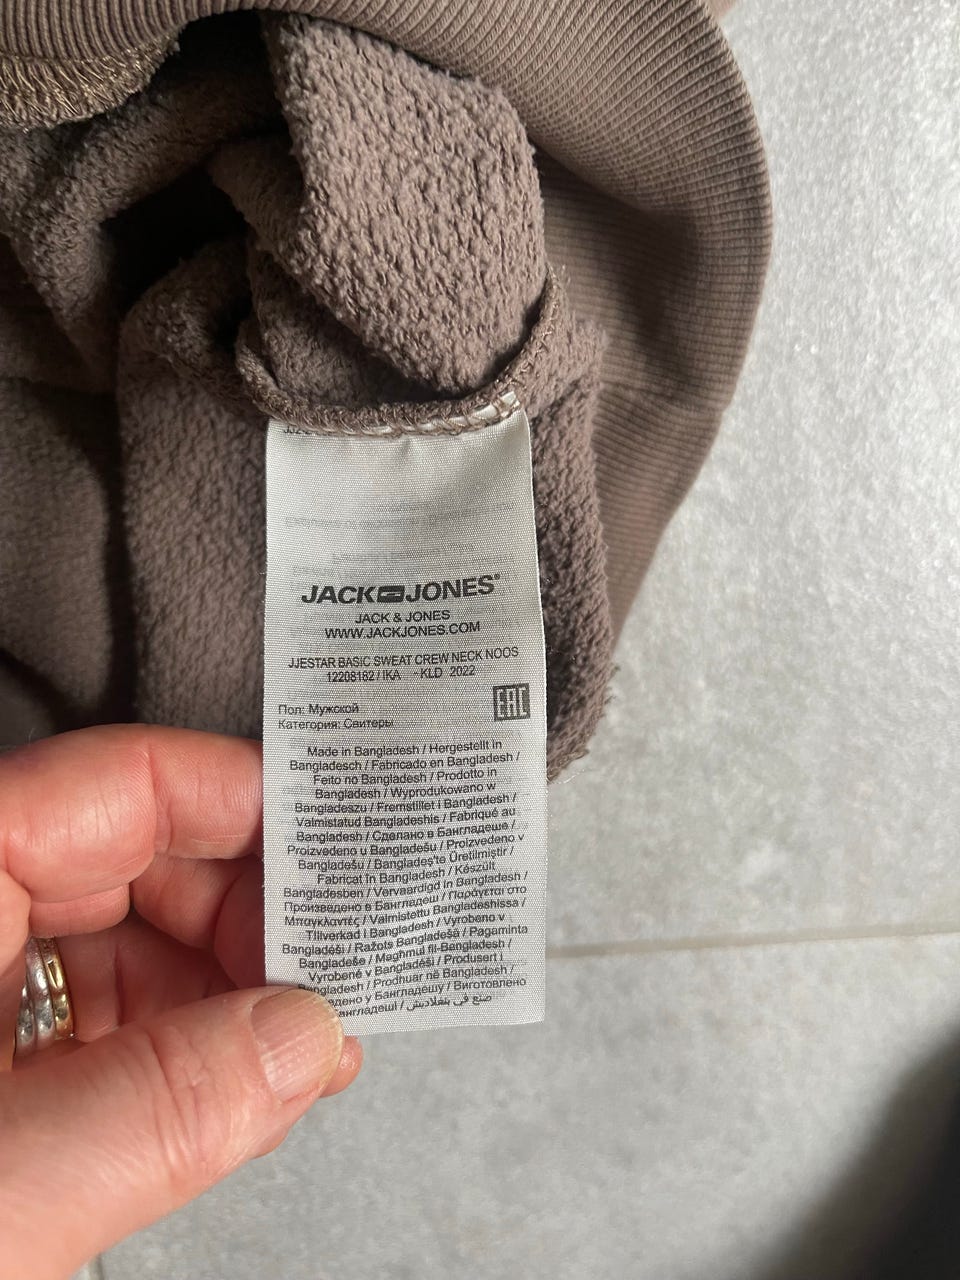 JACK JONES®
JACK & JONES
WWW.JACKJONES.COM
JJESTAR BASIC SWEAT CREW NECK NOOS
12208182 / IKA - KLD 2022
EAC
Пол: Мужской
Категория: Свитеры
Made in Bangladesh / Hergestellt in
Bangladesch / Fabricado en Bangladesh /
Feito no Bangladesh / Prodotto in
Bangladesh / Wyprodukowano w
Bangladeszu / Fremstillet i Bangladesh /
Valmistatud Bangladeshis / Fabriqué au
Bangladesh / Сделано в Бангладеше /
Proizvedeno u Bangladešu / Proizvedeno v
Bangladešu / Bangladeş'te Üretilmiştir /
Fabricat în Bangladesh / Készült
Bangladesben / Vervaardigd in Bangladesh /
Произведено в Бангладеш / Παράγεται στο
Μπαγκλαντές / Valmistettu Bangladeshissa /
Tillverkad i Bangladesh / Vyrobeno v
Bangladéši / Ražots Bangladešā / Pagaminta
Bangladeše / Maghmul fil-Bangladesh /
Vyrobené v Bangladéši / Produsert i
Bangladesh / Prodhuar në Bangladesh /
у Бангладешу / Виготовлено
/ صنع في بنغلاديش